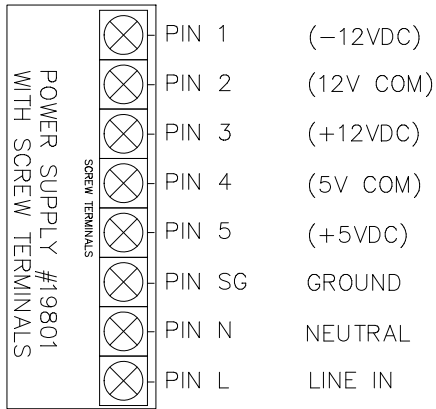 PIN 1 (−12VDC)
PIN 2 (12V COM)
PIN 3 (+12VDC)
PIN 4 (5V COM)
PIN 5 (+5VDC)
PIN SG GROUND
PIN N NEUTRAL
PIN L LINE IN
SCREW TERMINALS
POWER SUPPLY #19801
WITH SCREW TERMINALS